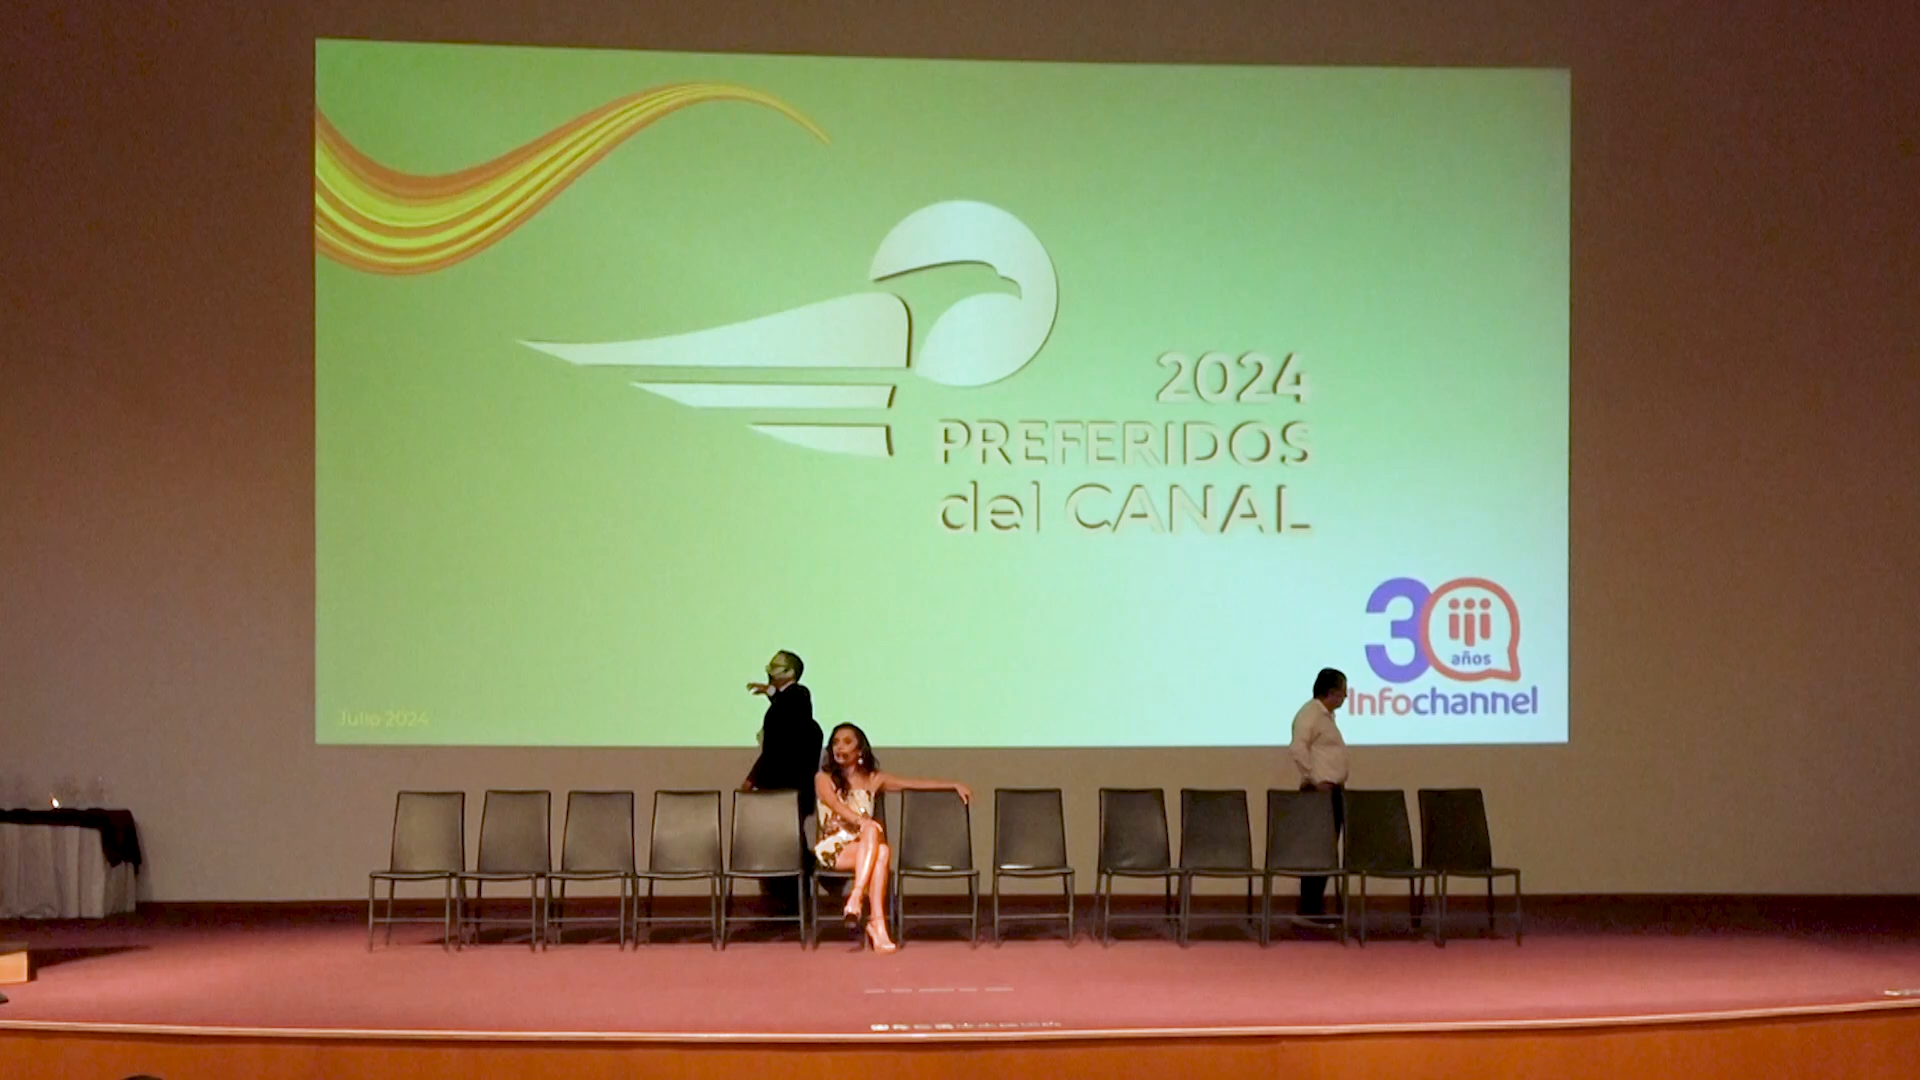 2024
PREFERIDOS
del CANAL
30
años
Infochannel
Julio 2024